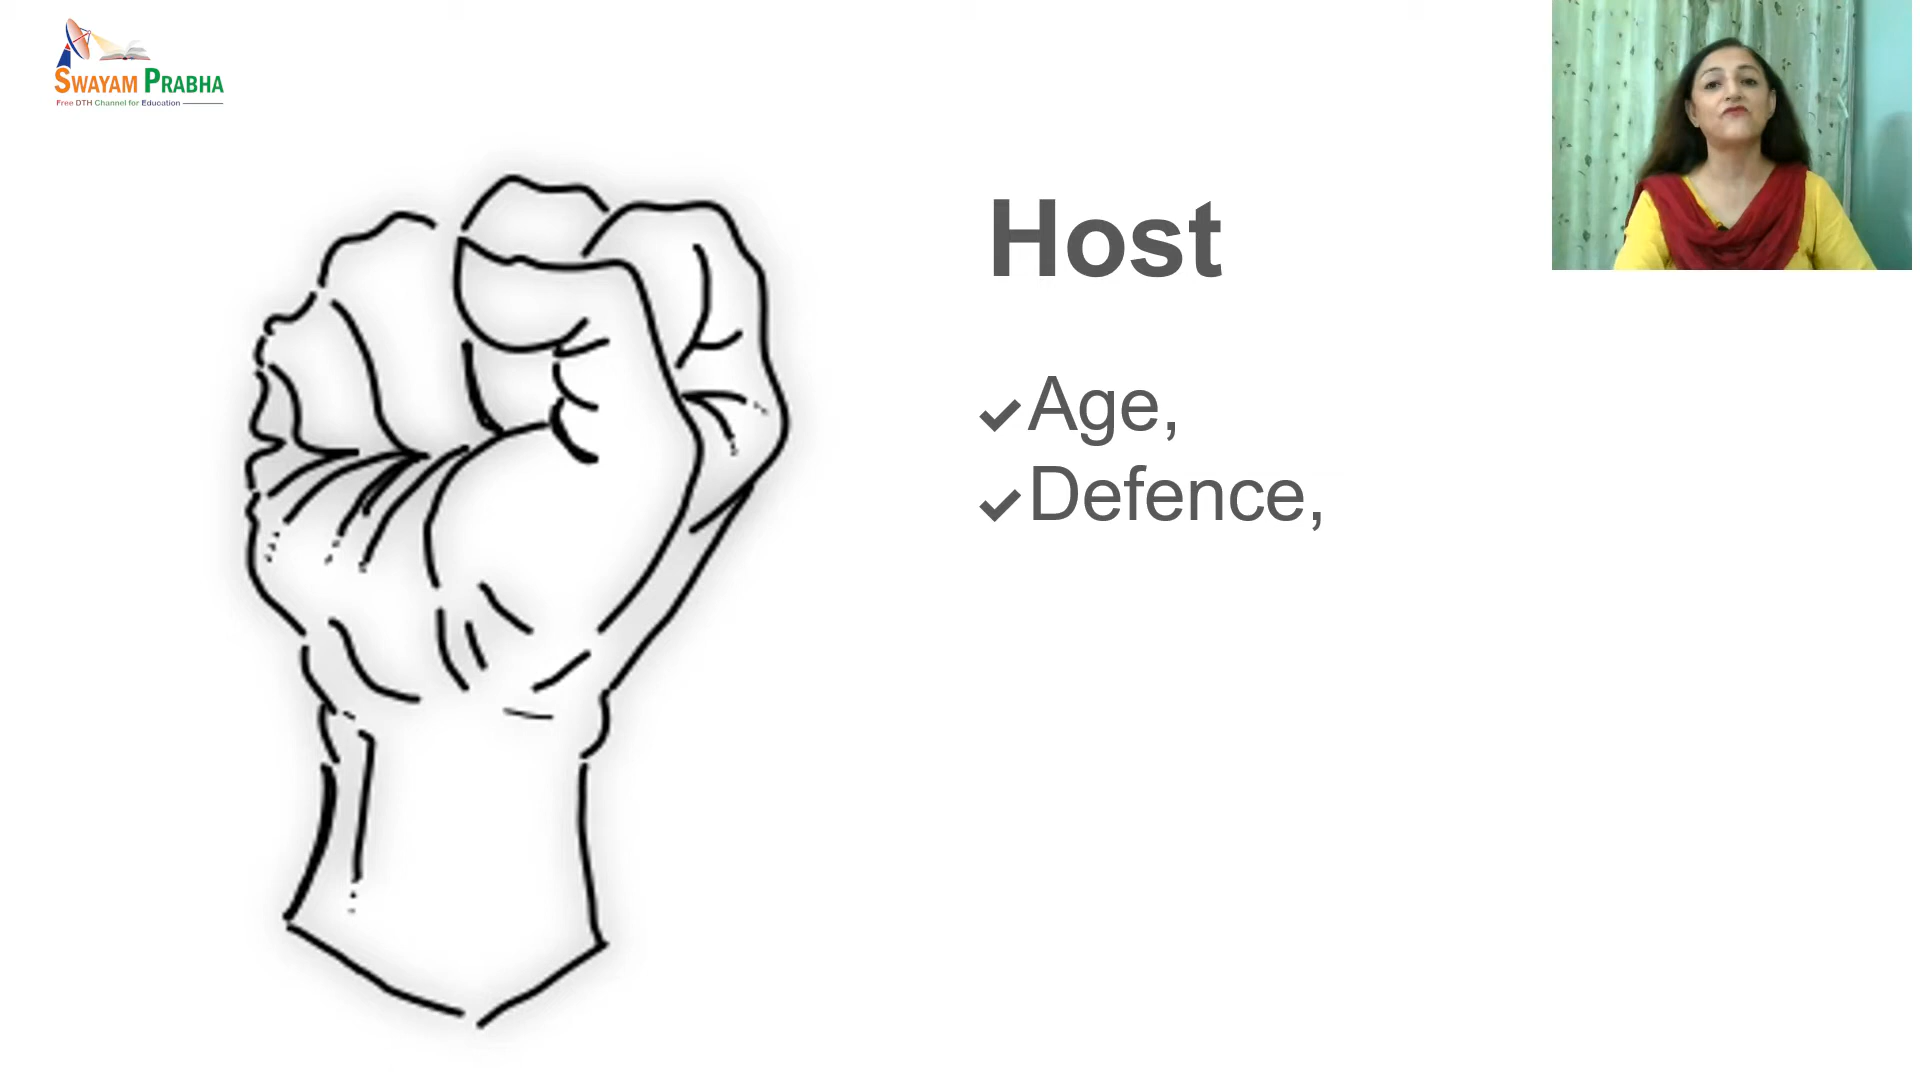 SWAYAM PRABHA
Free DTH Channel for Education
Host
Age,
Defence,